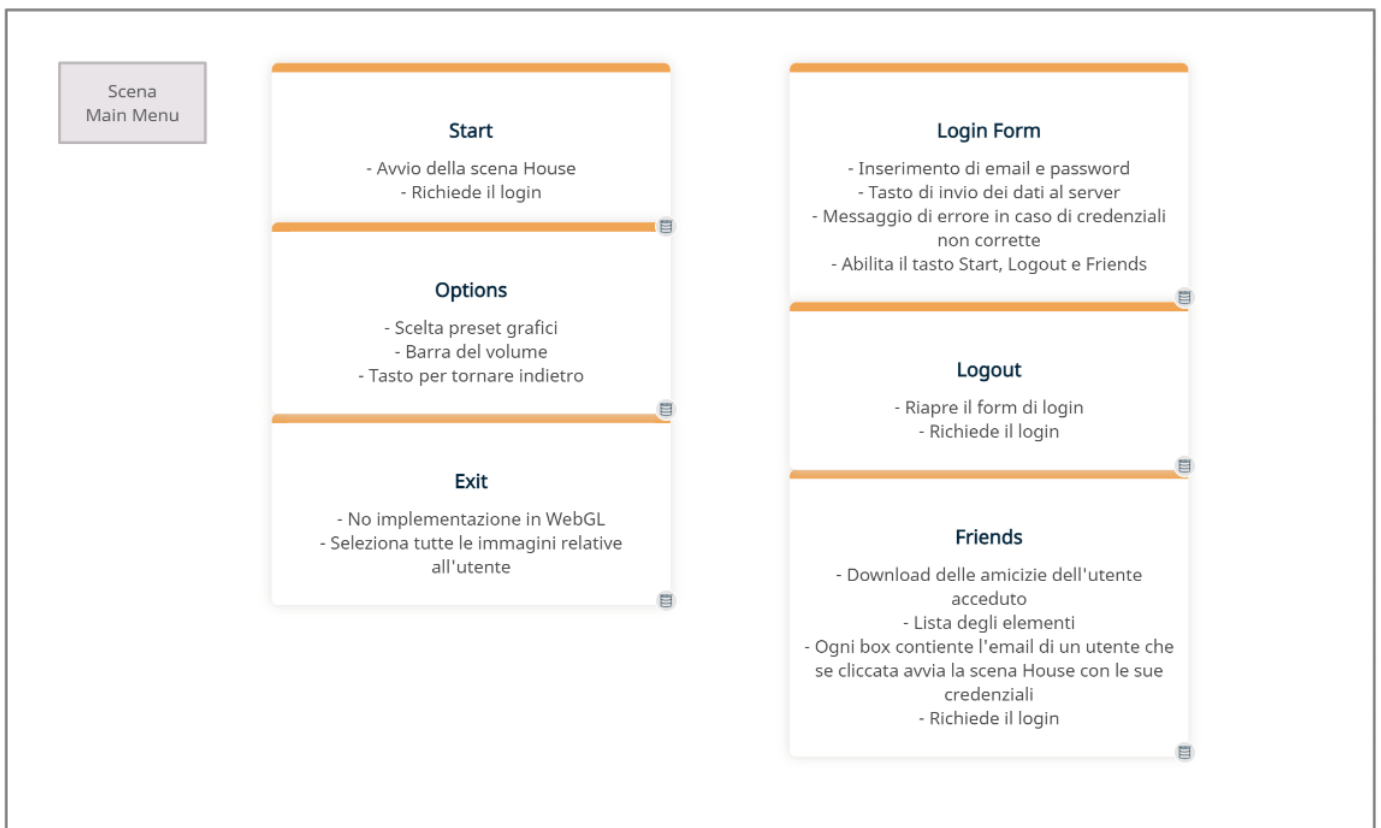 Scena
Main Menu
Start
- Avvio della scena House
- Richiede il login
Options
- Scelta preset grafici
- Barra del volume
- Tasto per tornare indietro
Exit
- No implementazione in WebGL
- Seleziona tutte le immagini relative
all'utente
Login Form
- Inserimento di email e password
- Tasto di invio dei dati al server
- Messaggio di errore in caso di credenziali
non corrette
- Abilita il tasto Start, Logout e Friends
Logout
- Riapre il form di login
- Richiede il login
Friends
- Download delle amicizie dell'utente
acceduto
- Lista degli elementi
- Ogni box contiente l'email di un utente che
se cliccata avvia la scena House con le sue
credenziali
- Richiede il login